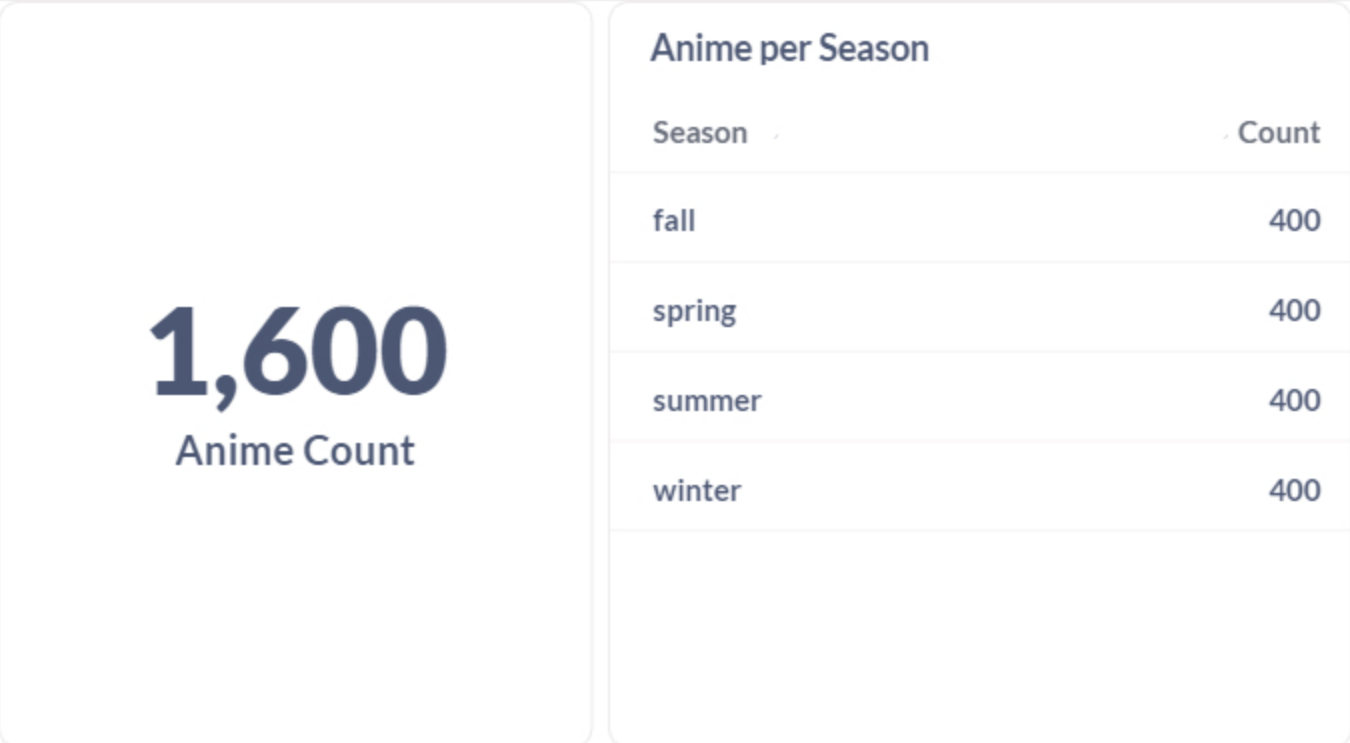 1,600
Anime Count
Anime per Season
Season Count
fall 400
spring 400
summer 400
winter 400